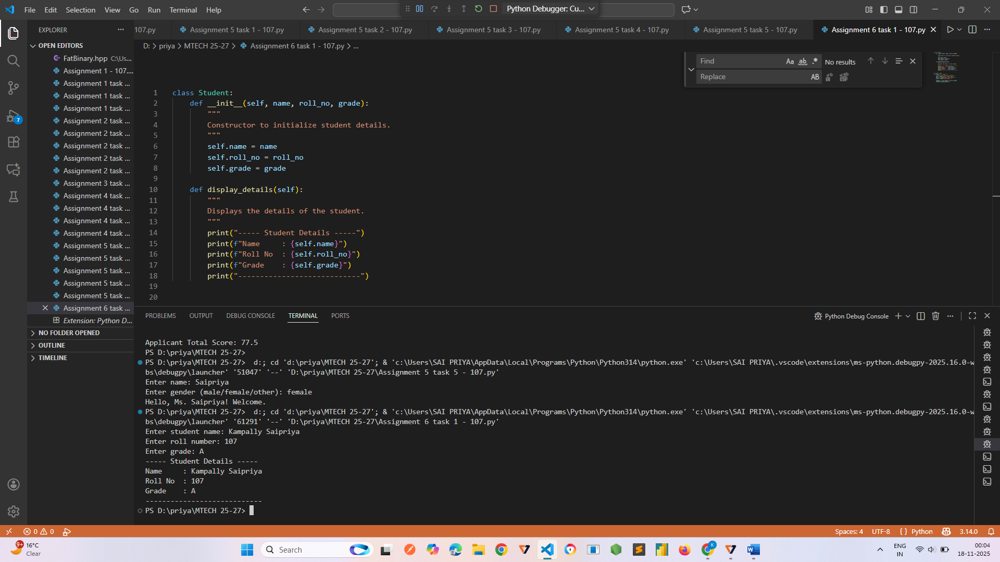 File Edit Selection View Go Run Terminal Help
Python Debugger: Cu...
EXPLORER
107.py
Assignment 5 task 1 - 107.py
Assignment 5 task 2 - 107.py
Assignment 5 task 3 - 107.py
Assignment 5 task 4 - 107.py
Assignment 5 task 5 - 107.py
Assignment 6 task 1 - 107.py
OPEN EDITORS
FatBinary.hpp C:\Us...
Assignment 1 - 107....
Assignment 1 task ...
Assignment 1 task ...
Assignment 1 task ...
Assignment 2 task ...
Assignment 2 task ...
Assignment 2 task ...
Assignment 2 task ...
Assignment 2 task ...
Assignment 3 task ...
Assignment 4 task ...
Assignment 4 task ...
Assignment 4 task ...
Assignment 4 task ...
Assignment 5 task ...
Assignment 5 task ...
Assignment 5 task ...
Assignment 5 task ...
Assignment 5 task ...
Assignment 6 task ...
Extension: Python D...
NO FOLDER OPENED
OUTLINE
TIMELINE
7
D: > priya > MTECH 25-27 > Assignment 6 task 1 - 107.py > ...
Find Aa ab .* No results
Replace AB
1 class Student:
2 def __init__(self, name, roll_no, grade):
3 """
4 Constructor to initialize student details.
5 """
6 self.name = name
7 self.roll_no = roll_no
8 self.grade = grade
9
10 def display_details(self):
11 """
12 Displays the details of the student.
13 """
14 print("----- Student Details -----")
15 print(f"Name     : {self.name}")
16 print(f"Roll No  : {self.roll_no}")
17 print(f"Grade    : {self.grade}")
18 print("----------------------------")
19
20
PROBLEMS OUTPUT DEBUG CONSOLE TERMINAL PORTS
Python Debug Console
Applicant Total Score: 77.5
PS D:\priya\MTECH 25-27>
PS D:\priya\MTECH 25-27>  d:; cd 'd:\priya\MTECH 25-27'; & 'c:\Users\SAI PRIYA\AppData\Local\Programs\Python\Python314\python.exe' 'c:\Users\SAI PRIYA\.vscode\extensions\ms-python.debugpy-2025.16.0-w
bs\debugpy\launcher' '51047' '--' 'D:\priya\MTECH 25-27\Assignment 5 task 5 - 107.py'
Enter name: Saipriya
Enter gender (male/female/other): female
Hello, Ms. Saipriya! Welcome.
PS D:\priya\MTECH 25-27>  d:; cd 'd:\priya\MTECH 25-27'; & 'c:\Users\SAI PRIYA\AppData\Local\Programs\Python\Python314\python.exe' 'c:\Users\SAI PRIYA\.vscode\extensions\ms-python.debugpy-2025.16.0-w
bs\debugpy\launcher' '61291' '--' 'D:\priya\MTECH 25-27\Assignment 6 task 1 - 107.py'
Enter student name: Kampally Saipriya
Enter roll number: 107
Enter grade: A
----- Student Details -----
Name     : Kampally Saipriya
Roll No  : 107
Grade    : A
----------------------------
PS D:\priya\MTECH 25-27>
0 0
Spaces: 4 UTF-8 { } Python 3.14.0
9+
16°C
Clear
Search
K
ENG
IN
00:04
18-11-2025